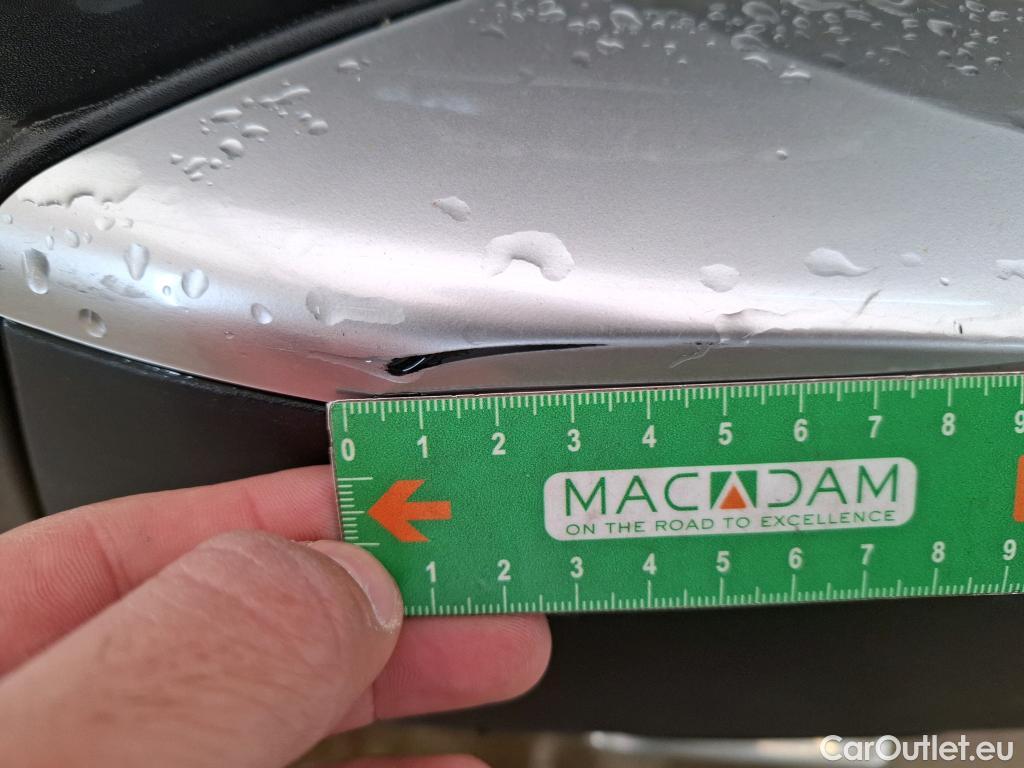 0 1 2 3 4 5 6 7 8 9
MACADAM
ON THE ROAD TO EXCELLENCE
1 2 3 4 5 6 7 8 9
CarOutlet.eu